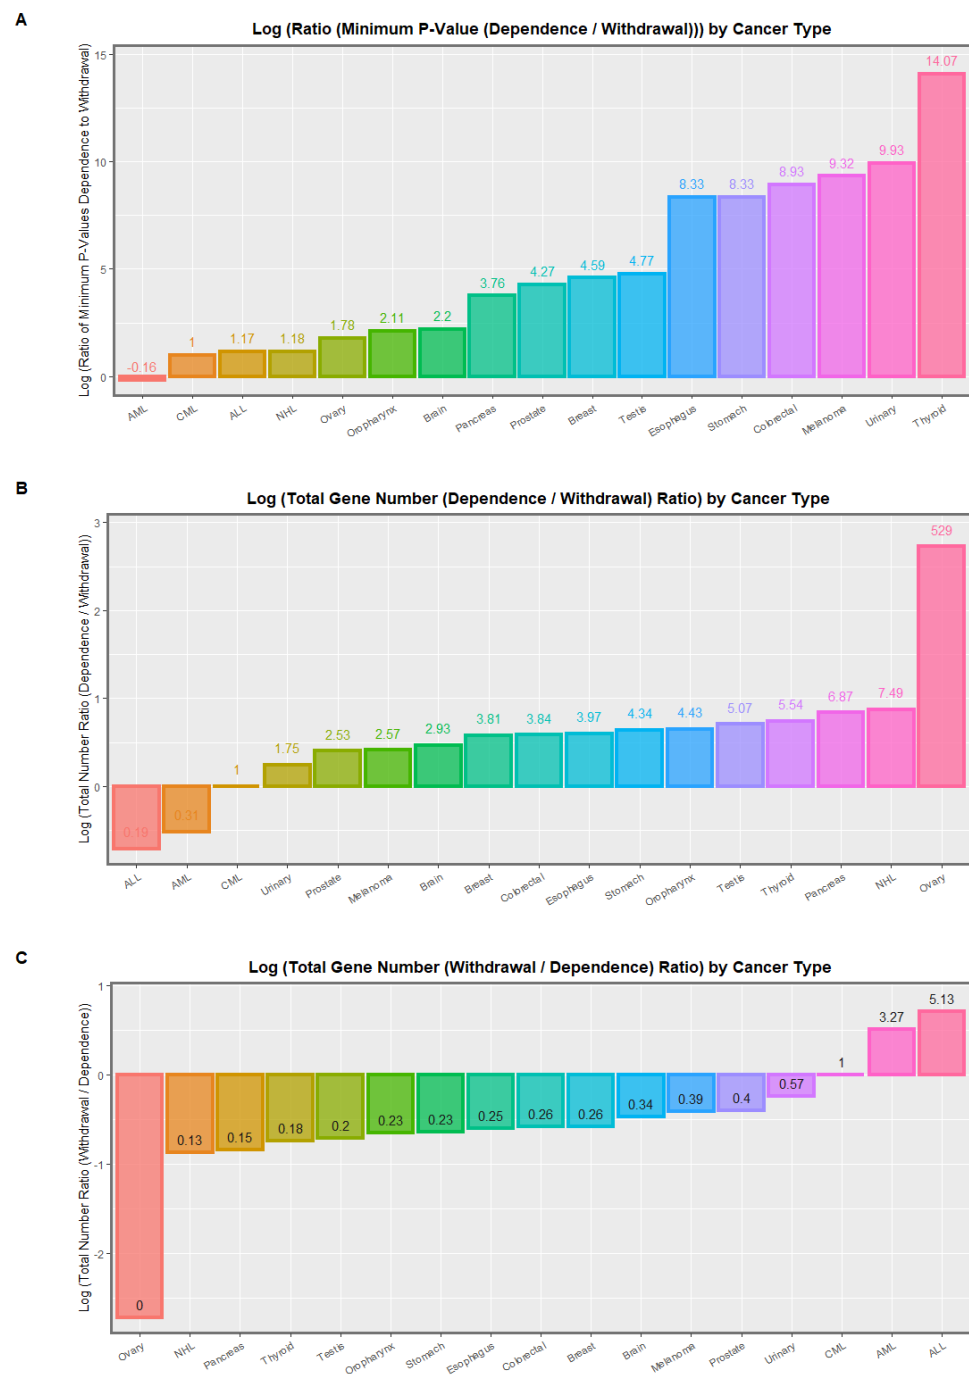 A
Log (Ratio (Minimum P-Value (Dependence / Withdrawal))) by Cancer Type
Log (Ratio of Minimum P-Values Dependence to Withdrawal)
15
10
5
0
-0.16
1
1.17
1.18
1.78
2.11
2.2
3.76
4.27
4.59
4.77
8.33
8.33
8.93
9.32
9.93
14.07
AML
CML
ALL
NHL
Ovary
Oropharynx
Brain
Pancreas
Prostate
Breast
Testis
Esophagus
Stomach
Colorectal
Melanoma
Urinary
Thyroid
B
Log (Total Gene Number (Dependence / Withdrawal) Ratio) by Cancer Type
Log (Total Number Ratio (Dependence / Withdrawal))
3
2
1
0
0.19
0.31
1
1.75
2.53
2.57
2.93
3.81
3.84
3.97
4.34
4.43
5.07
5.54
6.87
7.49
529
ALL
AML
CML
Urinary
Prostate
Melanoma
Brain
Breast
Colorectal
Esophagus
Stomach
Oropharynx
Testis
Thyroid
Pancreas
NHL
Ovary
C
Log (Total Gene Number (Withdrawal / Dependence) Ratio) by Cancer Type
Log (Total Number Ratio (Withdrawal / Dependence))
1
0
-1
-2
0
0.13
0.15
0.18
0.2
0.23
0.23
0.25
0.26
0.26
0.34
0.39
0.4
0.57
1
3.27
5.13
Ovary
NHL
Pancreas
Thyroid
Testis
Oropharynx
Stomach
Esophagus
Colorectal
Breast
Brain
Melanoma
Prostate
Urinary
CML
AML
ALL